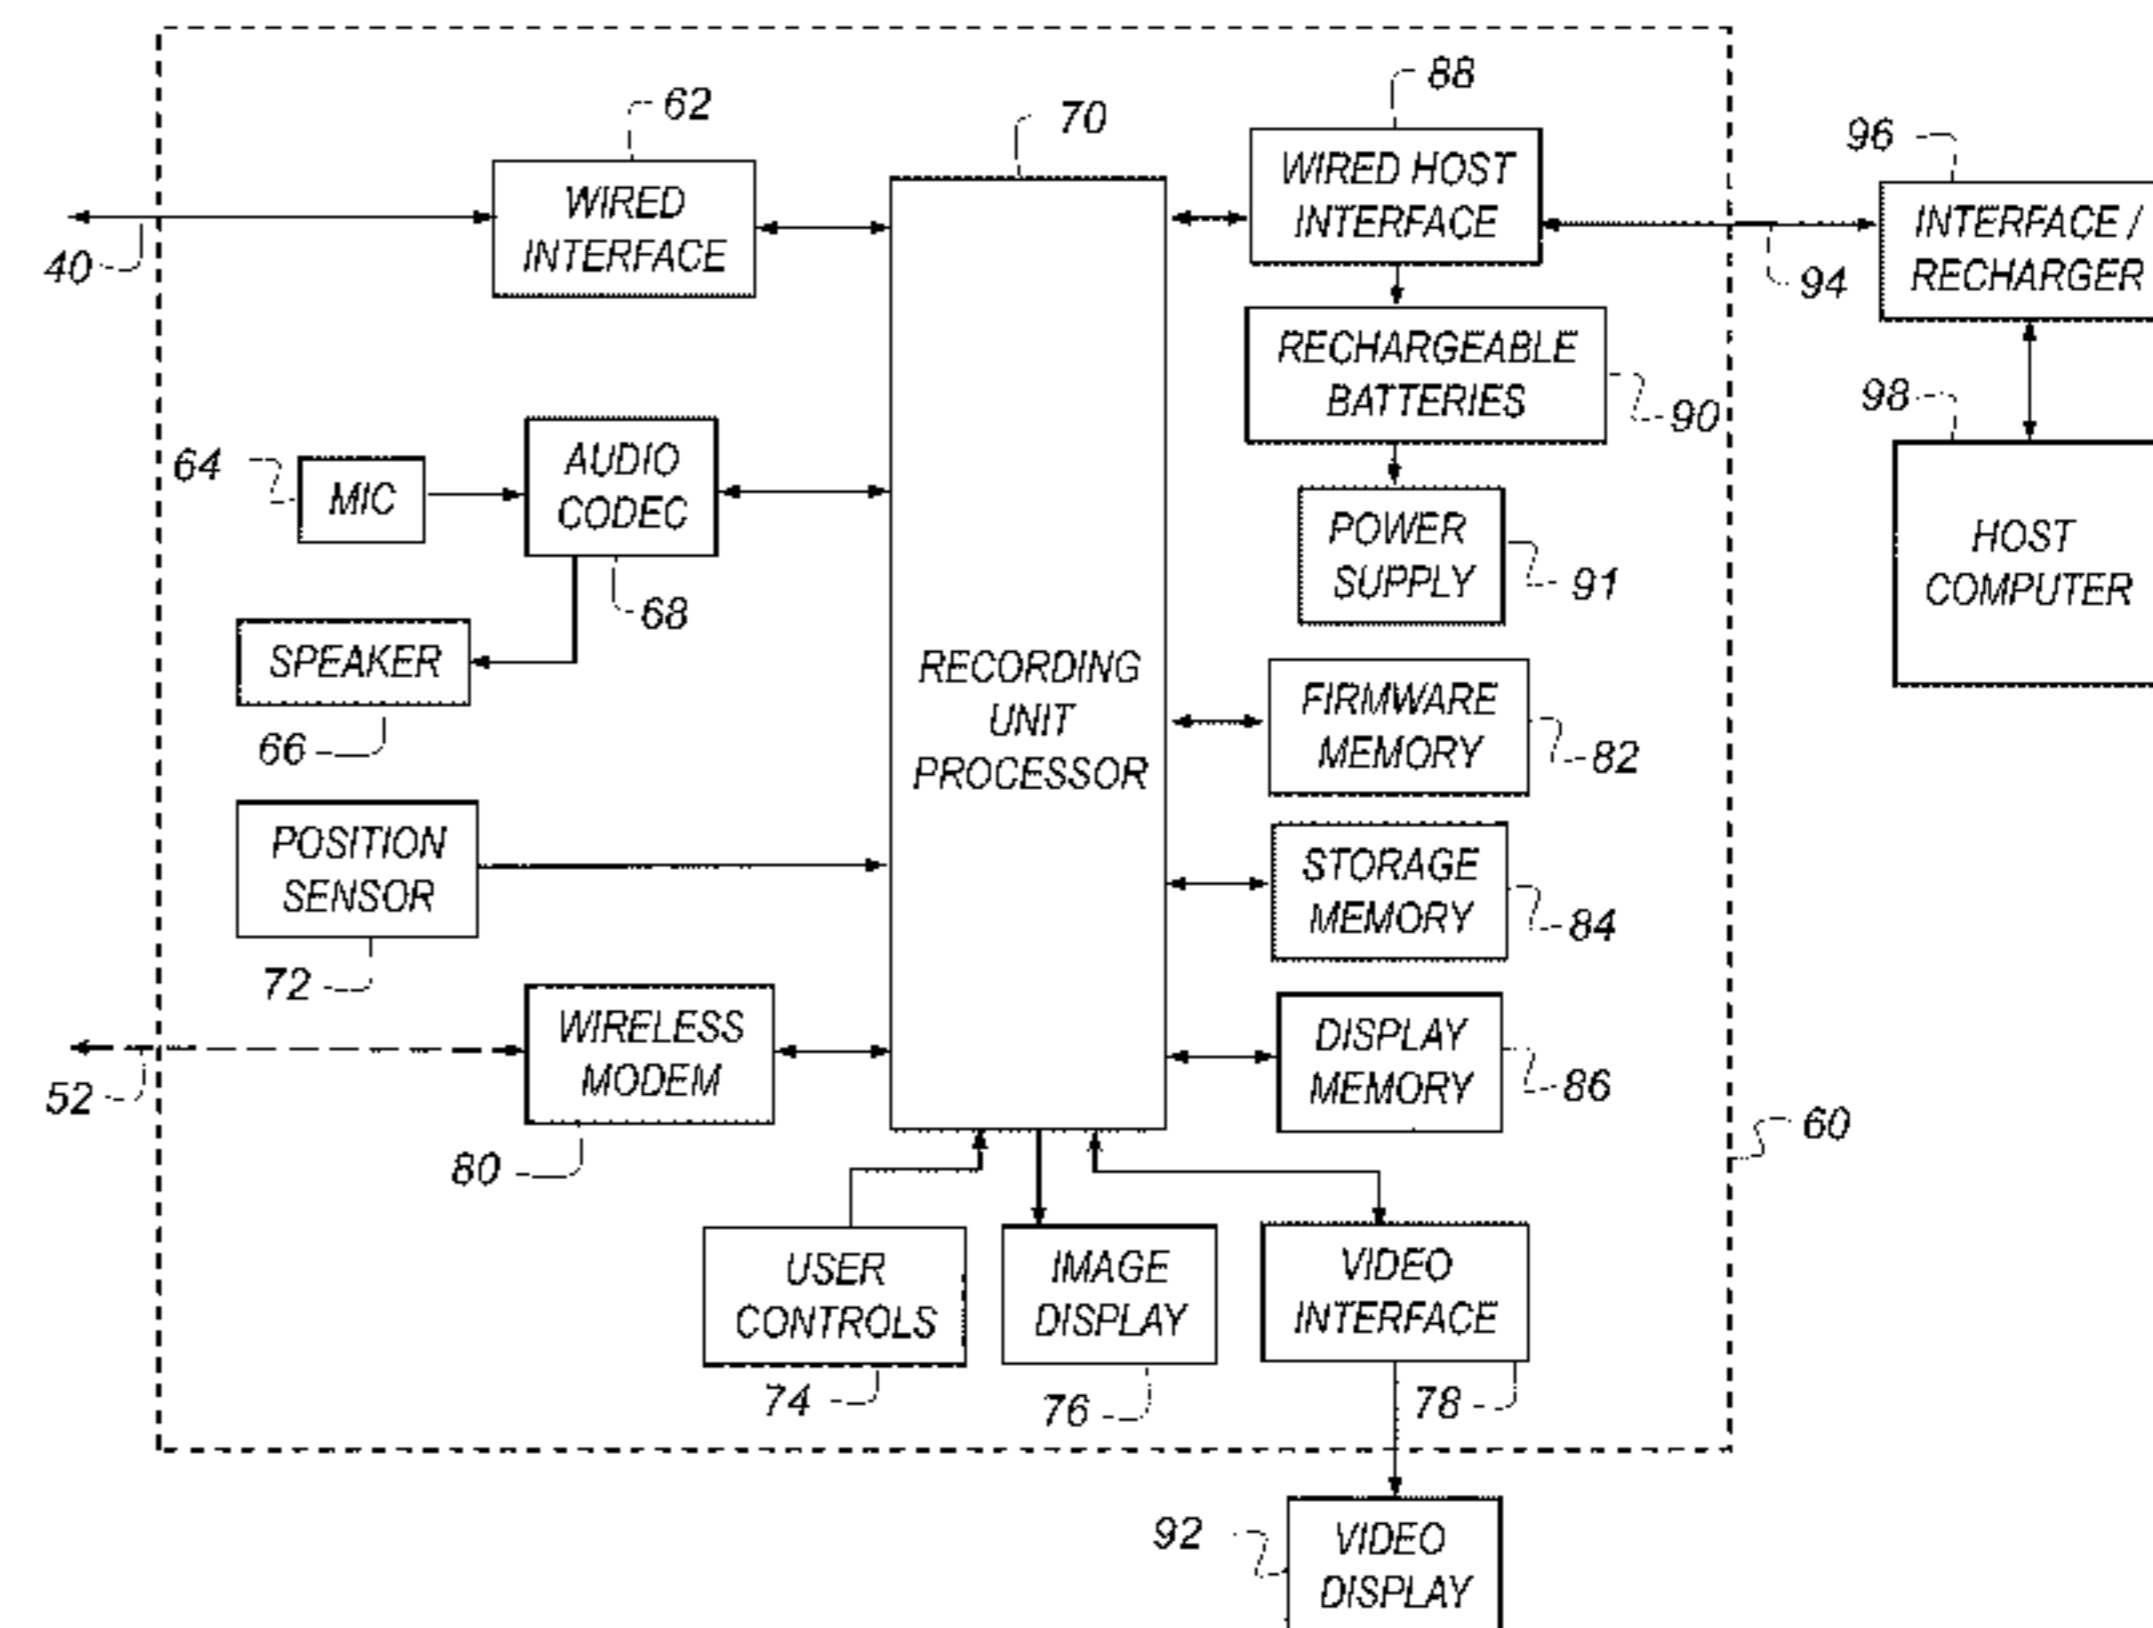 88
62
70
96
WIRED HOST
INTERFACE
WIRED
INTERFACE
INTERFACE /
RECHARGER
40
94
RECHARGEABLE
BATTERIES
90
98
64
MIC
AUDIO
CODEC
POWER
SUPPLY
91
HOST
COMPUTER
68
SPEAKER
66
RECORDING
UNIT
PROCESSOR
FIRMWARE
MEMORY
82
POSITION
SENSOR
72
STORAGE
MEMORY
84
WIRELESS
MODEM
52
80
DISPLAY
MEMORY
86
60
USER
CONTROLS
74
IMAGE
DISPLAY
76
VIDEO
INTERFACE
78
92
VIDEO
DISPLAY